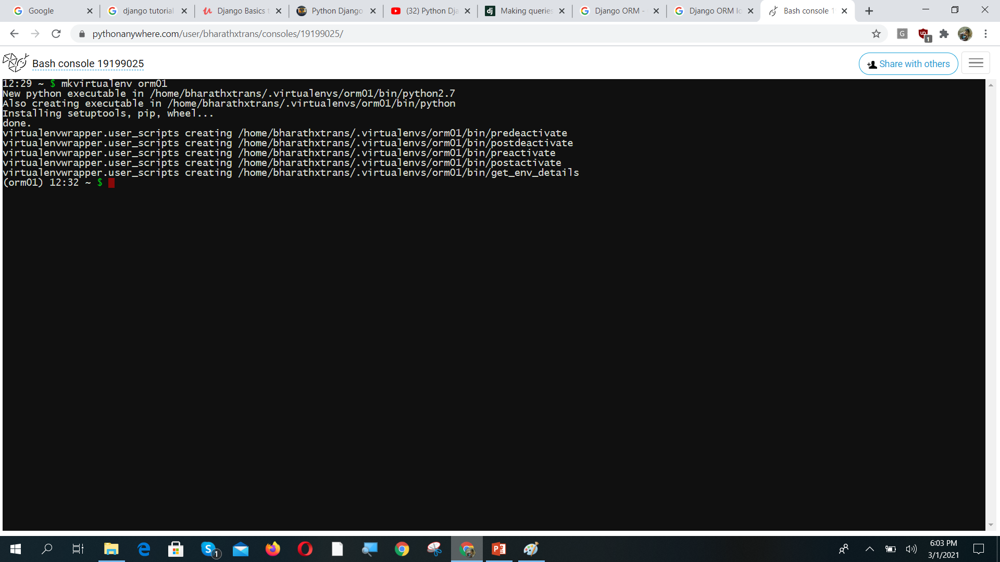 Google
django tutorial
Django Basics
Python Django
(32) Python Dja
Making queries
Django ORM -
Django ORM lo
Bash console 1
pythonanywhere.com/user/bharathxtrans/consoles/19199025/
G
1
Bash console 19199025
Share with others
12:29 ~ $ mkvirtualenv orm01
New python executable in /home/bharathxtrans/.virtualenvs/orm01/bin/python2.7
Also creating executable in /home/bharathxtrans/.virtualenvs/orm01/bin/python
Installing setuptools, pip, wheel...
done.
virtualenvwrapper.user_scripts creating /home/bharathxtrans/.virtualenvs/orm01/bin/predeactivate
virtualenvwrapper.user_scripts creating /home/bharathxtrans/.virtualenvs/orm01/bin/postdeactivate
virtualenvwrapper.user_scripts creating /home/bharathxtrans/.virtualenvs/orm01/bin/preactivate
virtualenvwrapper.user_scripts creating /home/bharathxtrans/.virtualenvs/orm01/bin/postactivate
virtualenvwrapper.user_scripts creating /home/bharathxtrans/.virtualenvs/orm01/bin/get_env_details
(orm01) 12:32 ~ $
1
6:03 PM
3/1/2021